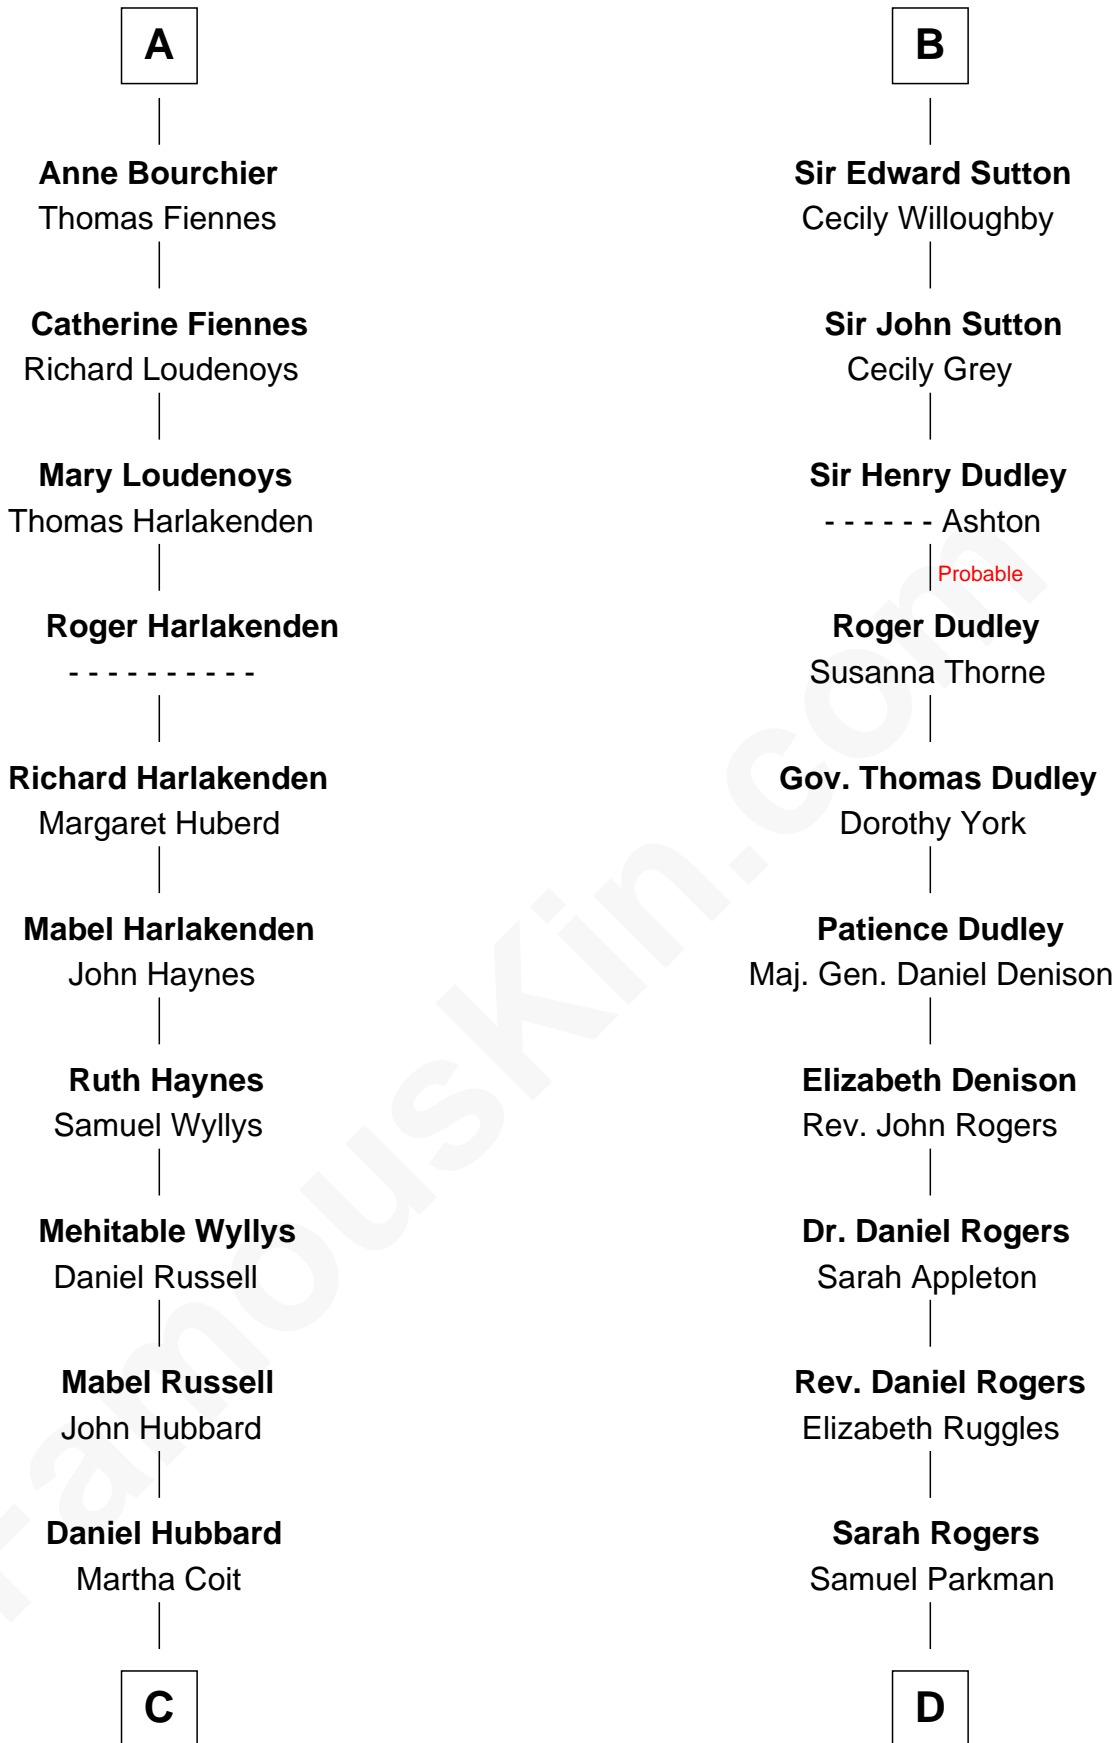 A
Anne Bourchier
Thomas Fiennes
Catherine Fiennes
Richard Loudenoys
Mary Loudenoys
Thomas Harlakenden
Roger Harlakenden
- - - - - - - - - -
Richard Harlakenden
Margaret Huberd
Mabel Harlakenden
John Haynes
Ruth Haynes
Samuel Wyllys
Mehitable Wyllys
Daniel Russell
Mabel Russell
John Hubbard
Daniel Hubbard
Martha Coit
C
B
Sir Edward Sutton
Cecily Willoughby
Sir John Sutton
Cecily Grey
Sir Henry Dudley
- - - - - - Ashton
Probable
Roger Dudley
Susanna Thorne
Gov. Thomas Dudley
Dorothy York
Patience Dudley
Maj. Gen. Daniel Denison
Elizabeth Denison
Rev. John Rogers
Dr. Daniel Rogers
Sarah Appleton
Rev. Daniel Rogers
Elizabeth Ruggles
Sarah Rogers
Samuel Parkman
D
FamousKin.com